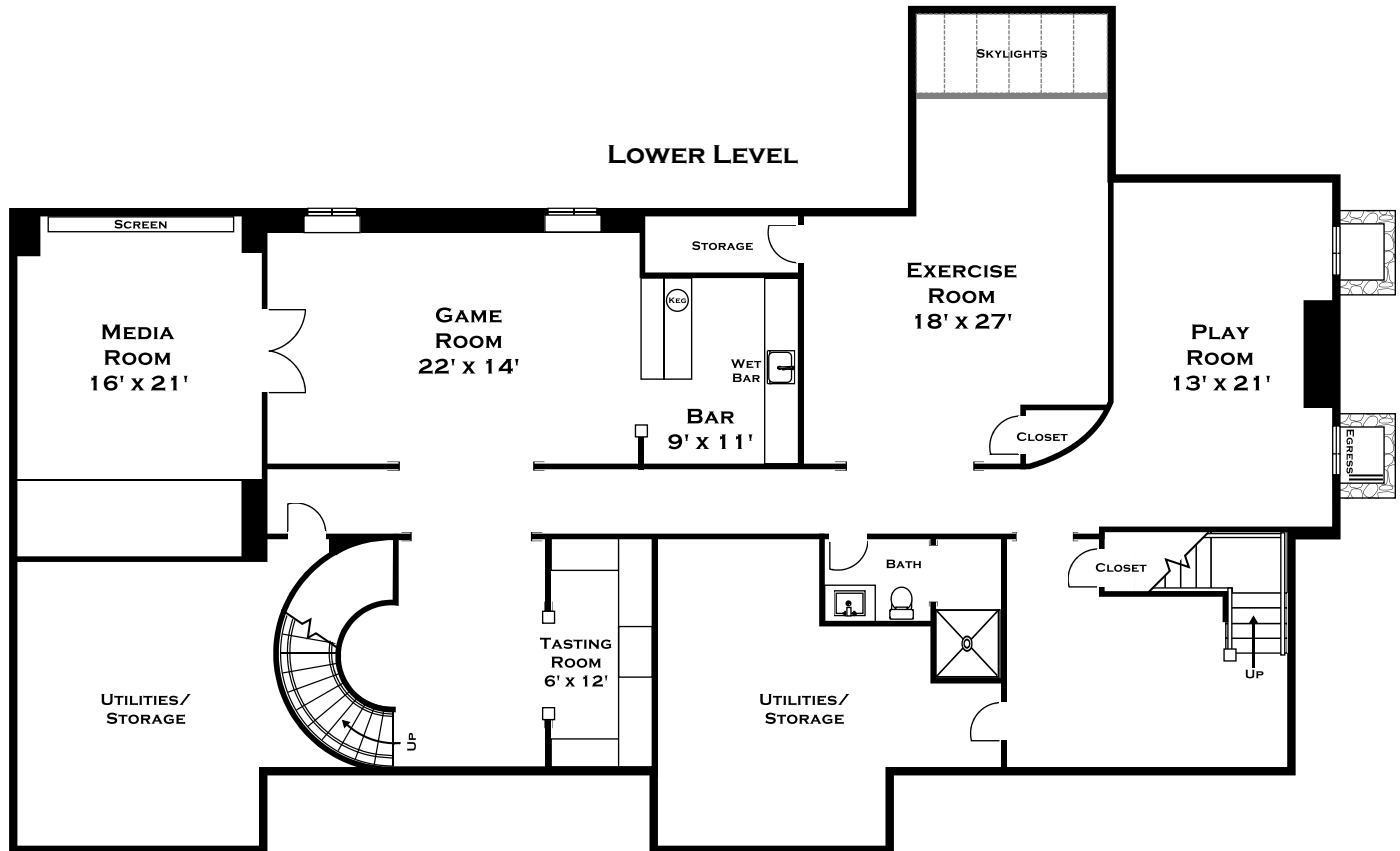 Skylights
Lower Level
Screen
Storage
Keg
Exercise
Room
18' x 27'
Game
Room
22' x 14'
Media
Room
16' x 21'
Play
Room
13' x 21'
Wet
Bar
Bar
9' x 11'
Closet
Egress
Bath
Closet
Tasting
Room
6' x 12'
Up
Utilities/
Storage
Utilities/
Storage
Up